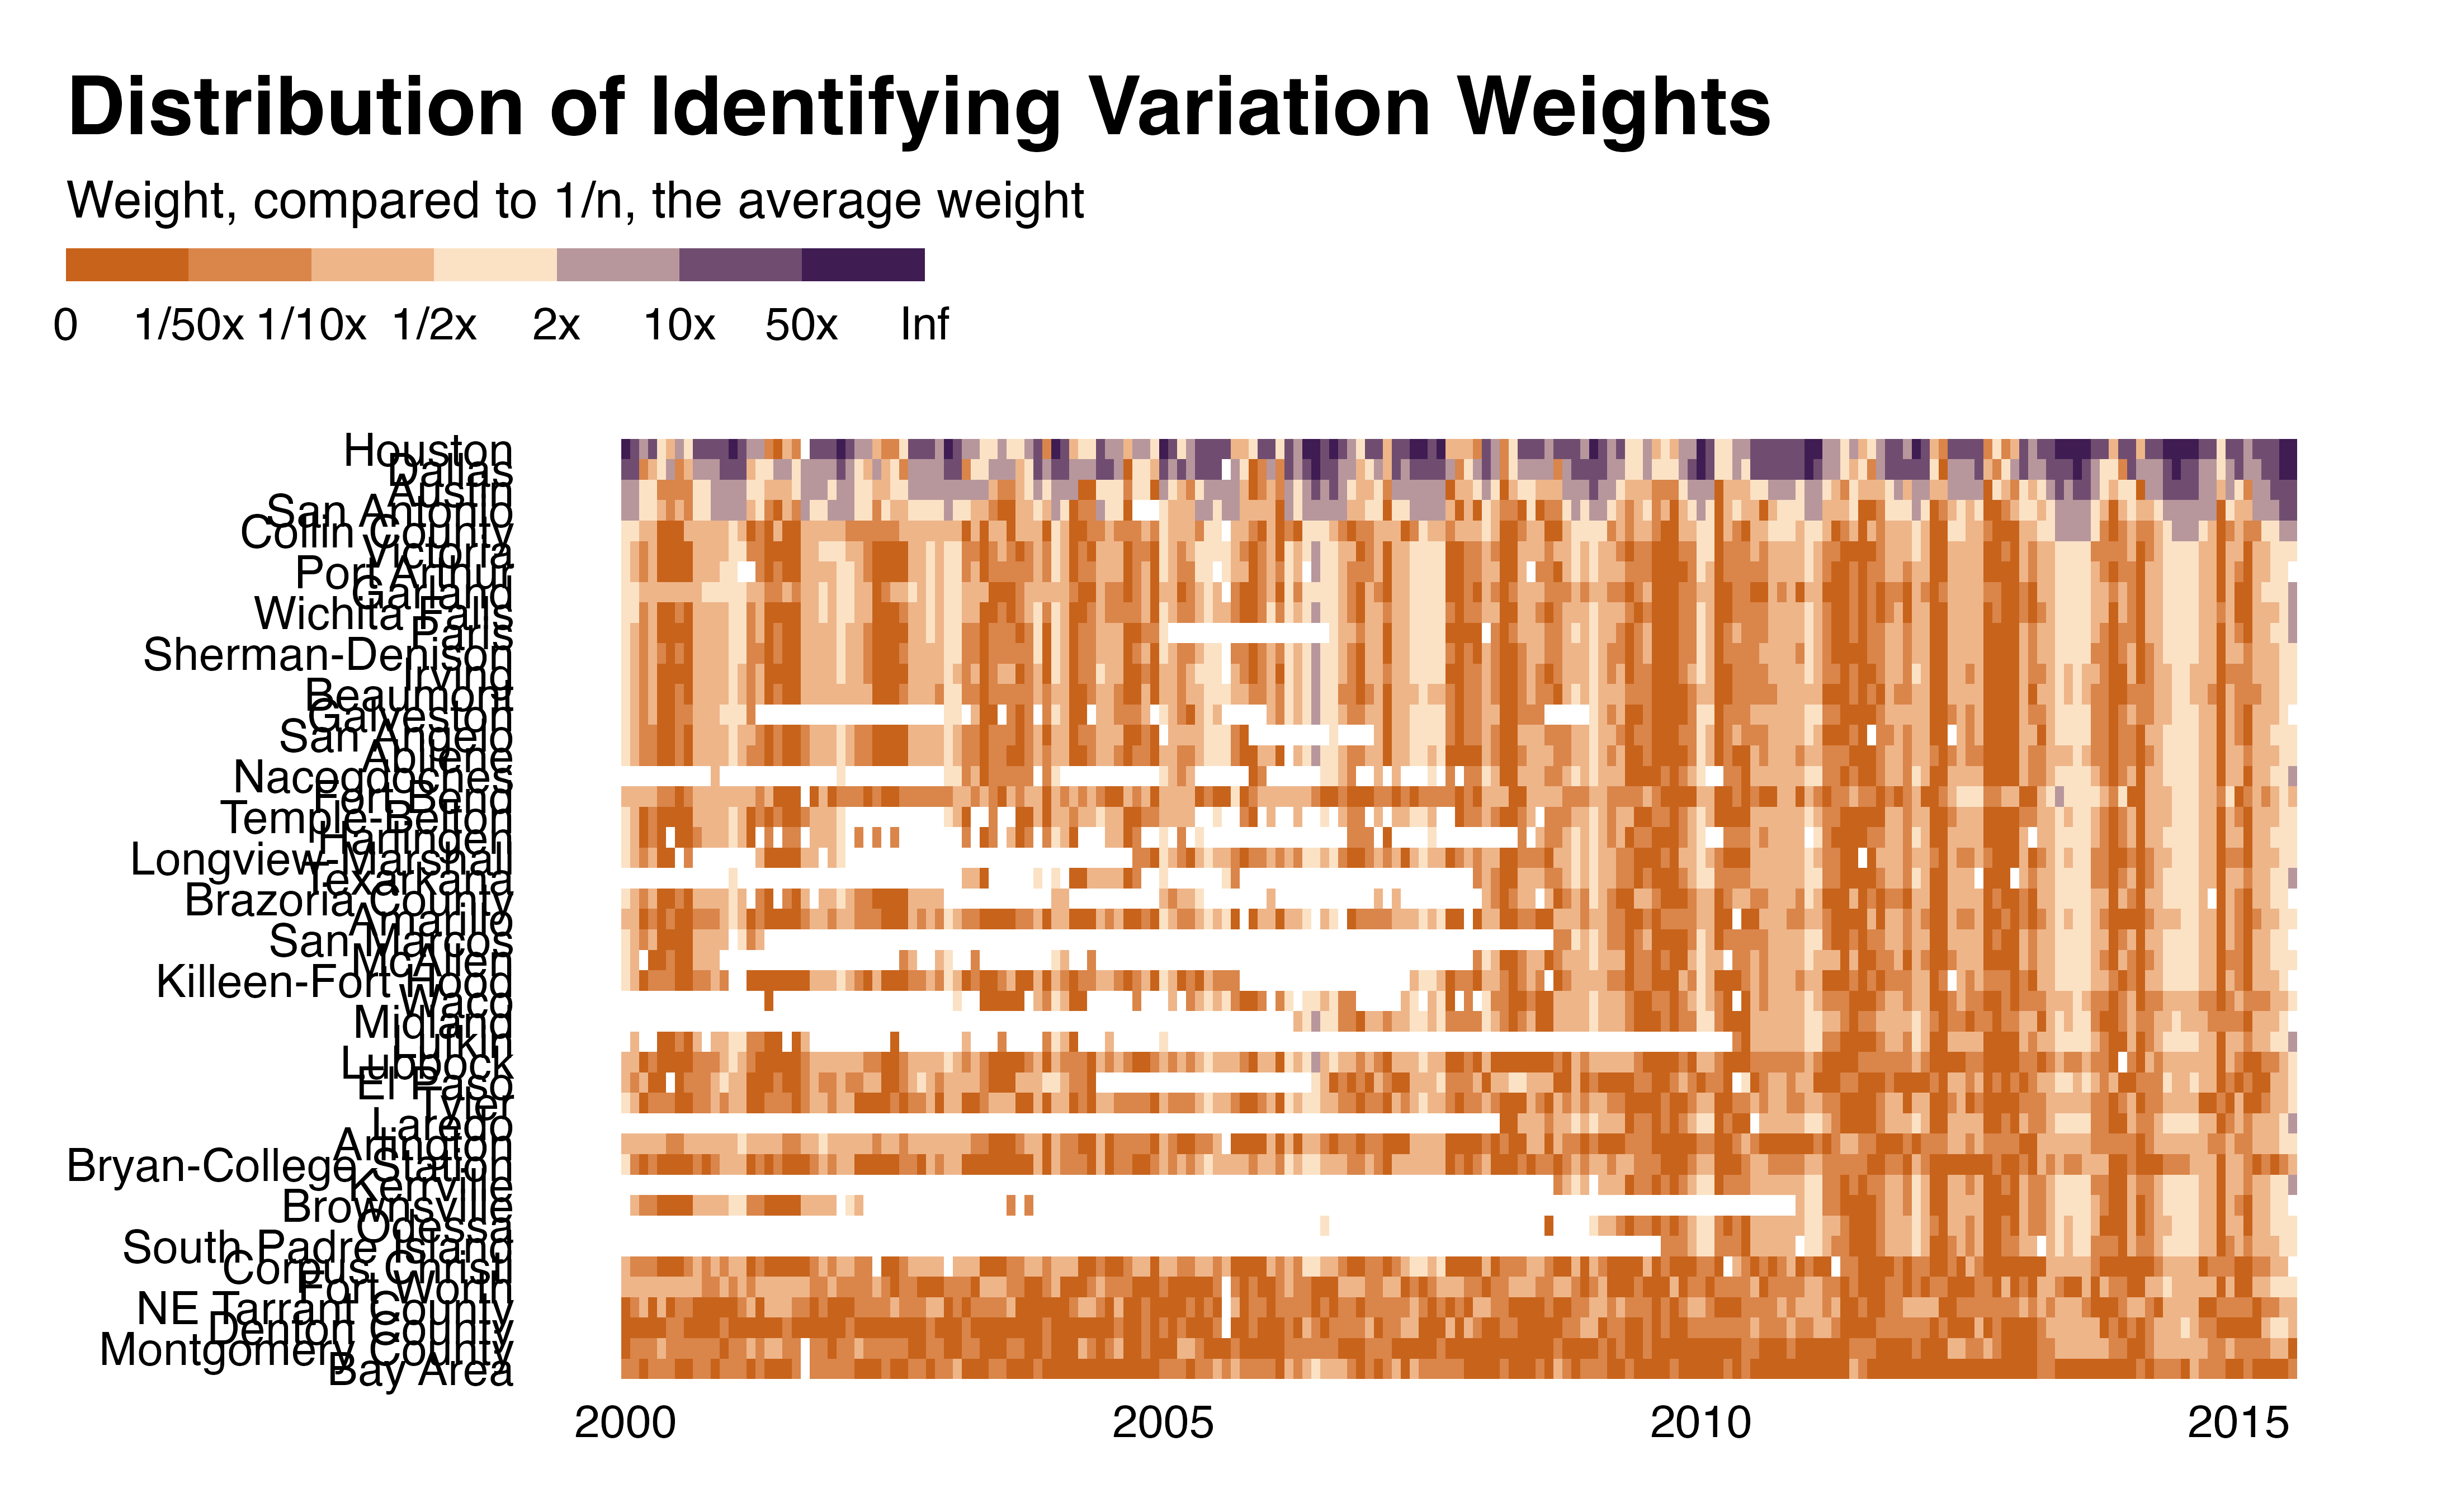 Distribution of Identifying Variation Weights
Weight, compared to 1/n, the average weight
0 1/50x 1/10x 1/2x 2x 10x 50x Inf
Houston
Dallas
Austin
San Antonio
Collin County
Victoria
Port Arthur
Garland
Wichita Falls
Paris
Sherman-Denison
Irving
Beaumont
Galveston
San Angelo
Abilene
Nacogdoches
Fort Bend
Temple-Belton
Harlingen
Longview-Marshall
Texarkana
Brazoria County
Amarillo
San Marcos
McAllen
Killeen-Fort Hood
Waco
Midland
Lufkin
Lubbock
El Paso
Tyler
Laredo
Arlington
Bryan-College Station
Kerrville
Brownsville
Odessa
South Padre Island
Corpus Christi
Fort Worth
NE Tarrant County
Denton County
Montgomery County
Bay Area
2000 2005 2010 2015